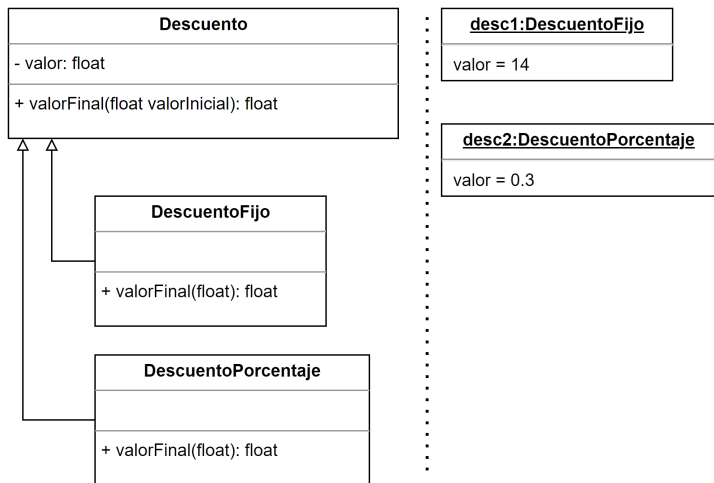 Descuento
- valor: float
+ valorFinal(float valorInicial): float
DescuentoFijo
+ valorFinal(float): float
DescuentoPorcentaje
+ valorFinal(float): float
desc1:DescuentoFijo
valor = 14
desc2:DescuentoPorcentaje
valor = 0.3